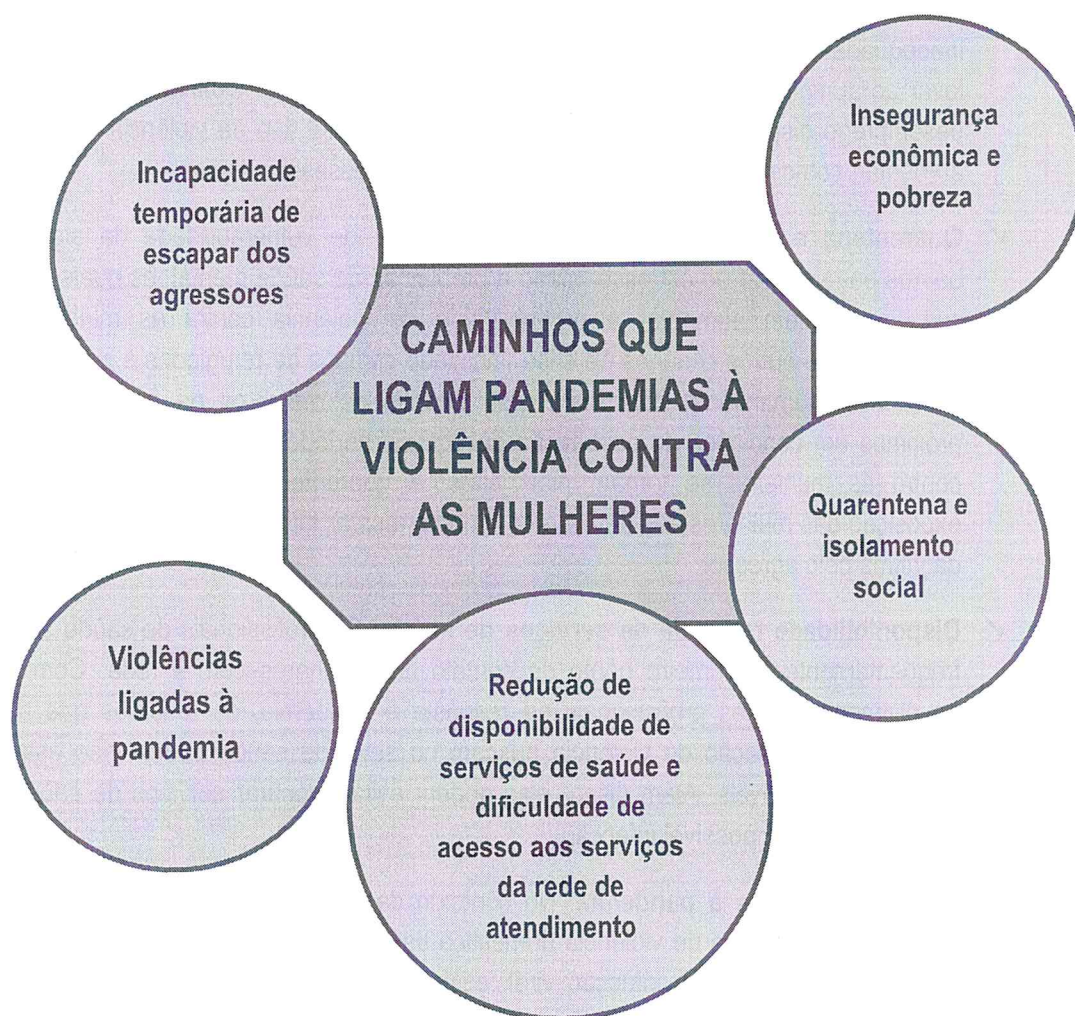 Insegurança
econômica e
pobreza
Incapacidade
temporária de
escapar dos
agressores
CAMINHOS QUE
LIGAM PANDEMIAS À
VIOLÊNCIA CONTRA
AS MULHERES
Quarentena e
isolamento
social
Violências
ligadas à
pandemia
Redução de
disponibilidade de
serviços de saúde e
dificuldade de
acesso aos serviços
da rede de
atendimento